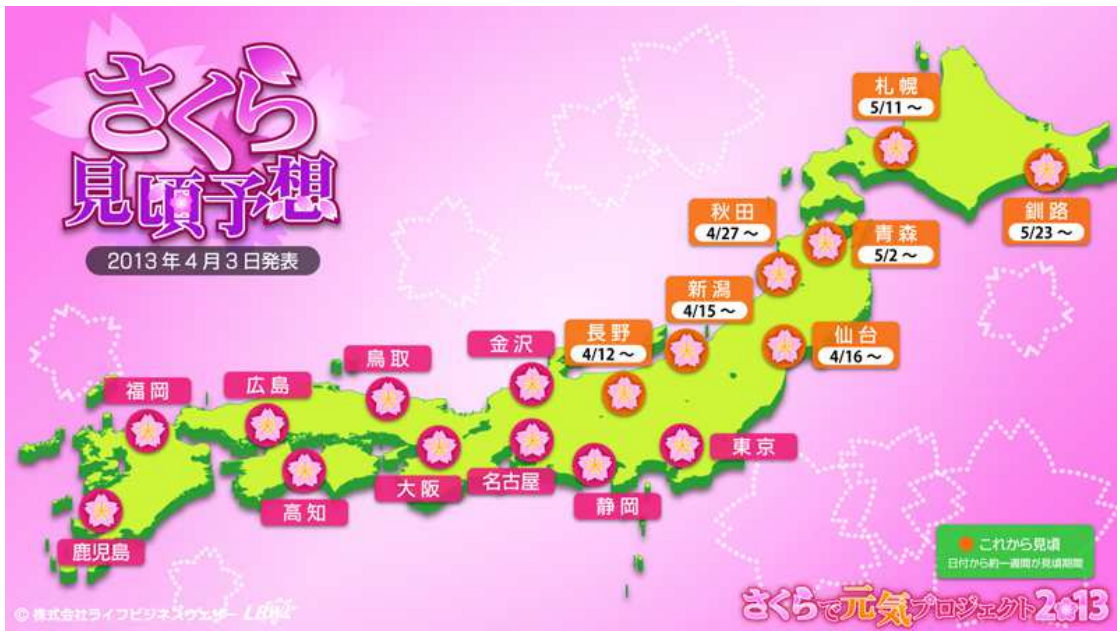 さくら
見頃予想
2013年4月3日発表
札幌
5/11～
釧路
5/23～
秋田
4/27～
青森
5/2～
新潟
4/15～
仙台
4/16～
長野
4/12～
金沢
鳥取
広島
福岡
東京
名古屋
静岡
大阪
高知
鹿児島
これから見頃
日付から約一週間が見頃期間
© 株式会社ライフビジネスウェザー
さくらで元気プロジェクト2013